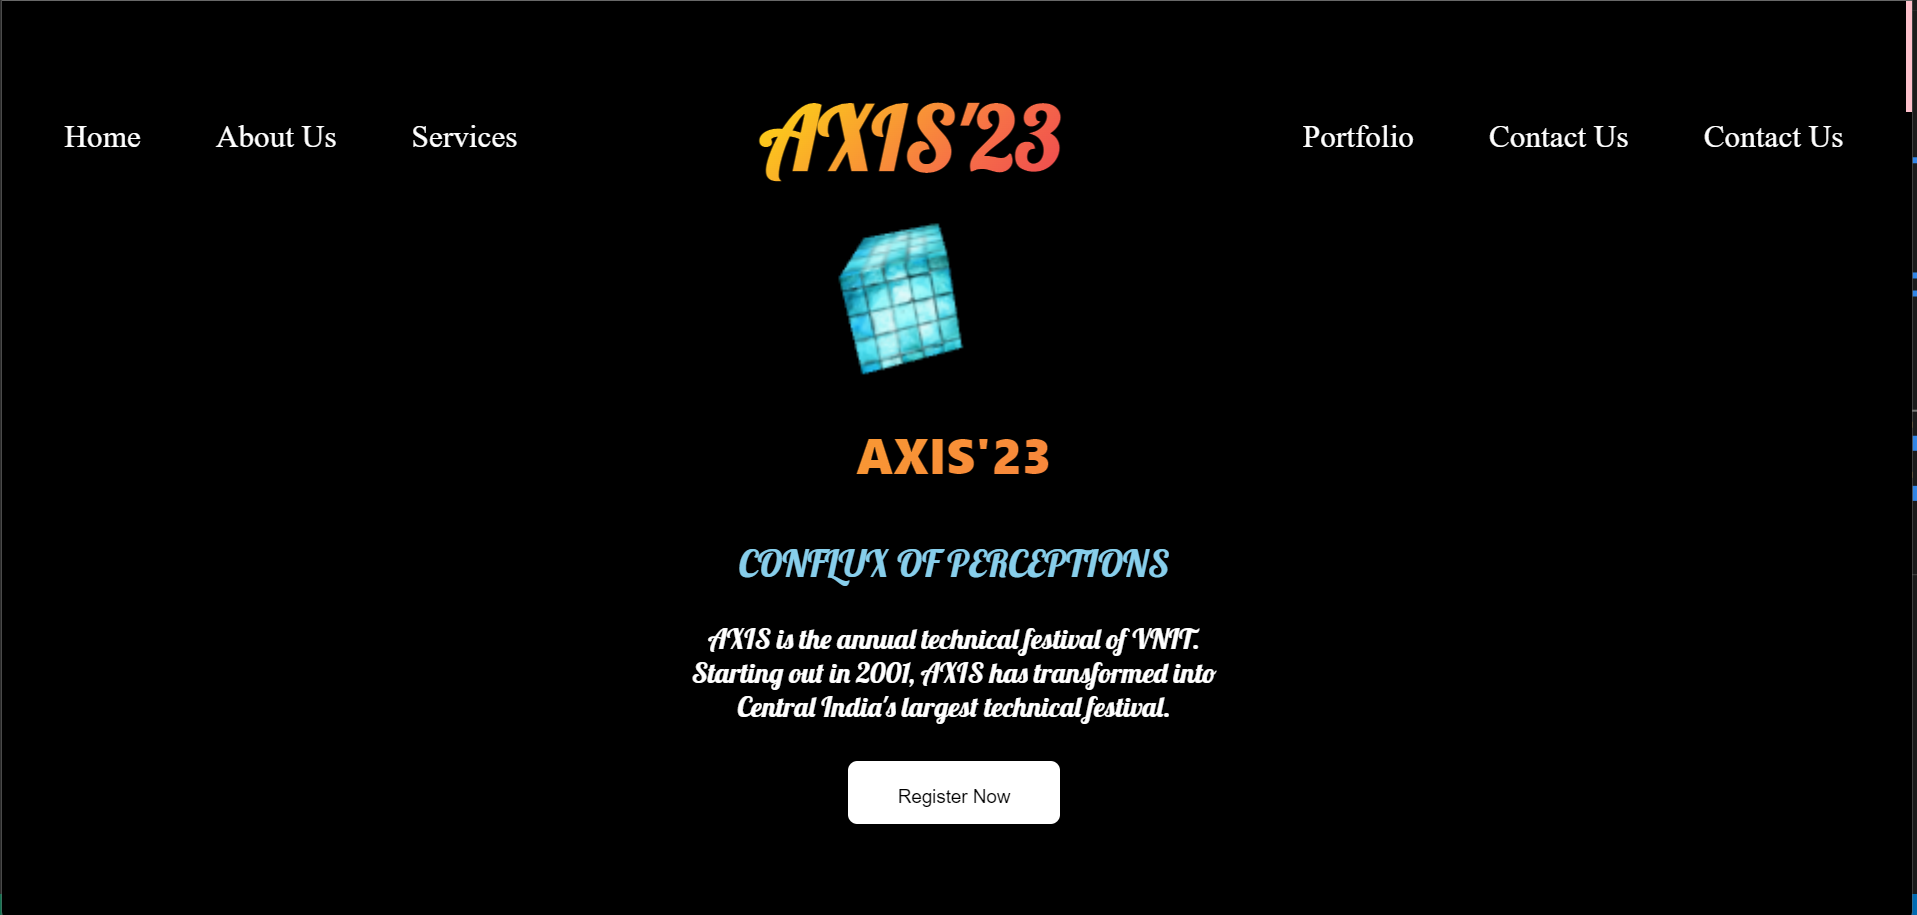 Home About Us Services AXIS'23 Portfolio Contact Us Contact Us
AXIS'23
CONFLUX OF PERCEPTIONS
AXIS is the annual technical festival of VNIT.
Starting out in 2001, AXIS has transformed into
Central India's largest technical festival.
Register Now